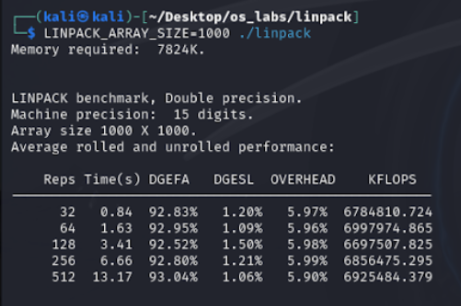 ┌──(kali㉿kali)-[~/Desktop/os_labs/linpack]
└─$ LINPACK_ARRAY_SIZE=1000 ./linpack
Memory required:  7824K.
LINPACK benchmark, Double precision.
Machine precision:  15 digits.
Array size 1000 X 1000.
Average rolled and unrolled performance:
Reps Time(s) DGEFA   DGESL  OVERHEAD    KFLOPS
32   0.84  92.83%   1.20%   5.97%  6784810.724
64   1.63  92.95%   1.09%   5.96%  6997974.865
128   3.41  92.52%   1.50%   5.98%  6697507.825
256   6.66  92.80%   1.21%   5.99%  6856475.295
512  13.17  93.04%   1.06%   5.90%  6925484.379